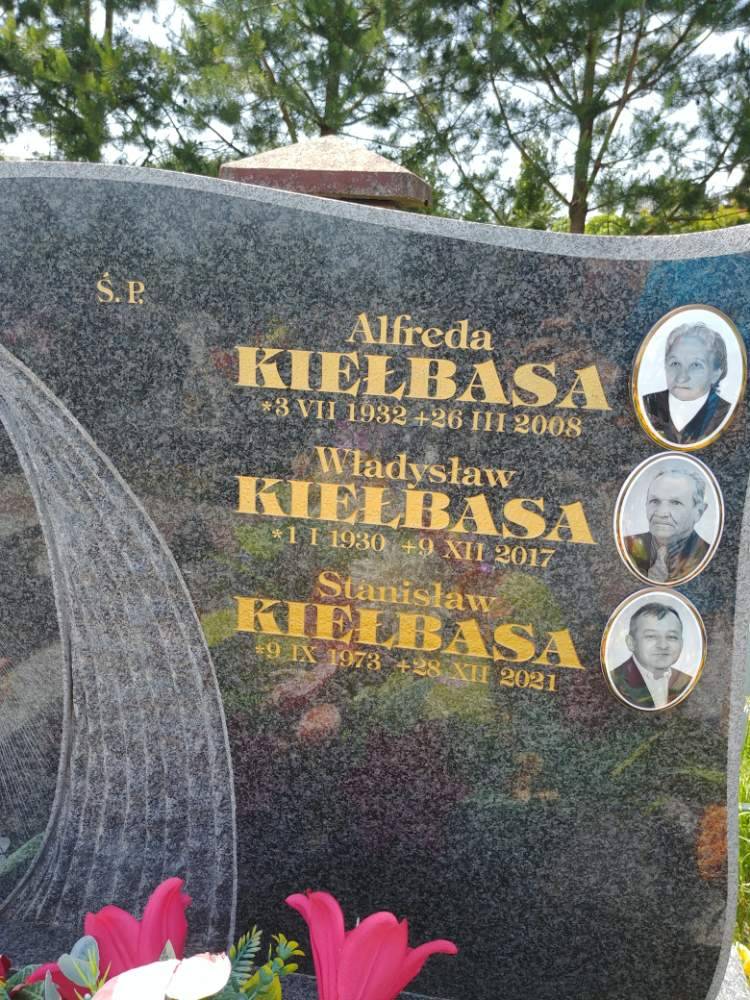 Ś. P.
Alfreda
KIEŁBASA
*3 VII 1932 +26 III 2008
Władysław
KIEŁBASA
*1 I 1930 +9 XII 2017
Stanisław
KIEŁBASA
*9 IX 1973 +28 XII 2021